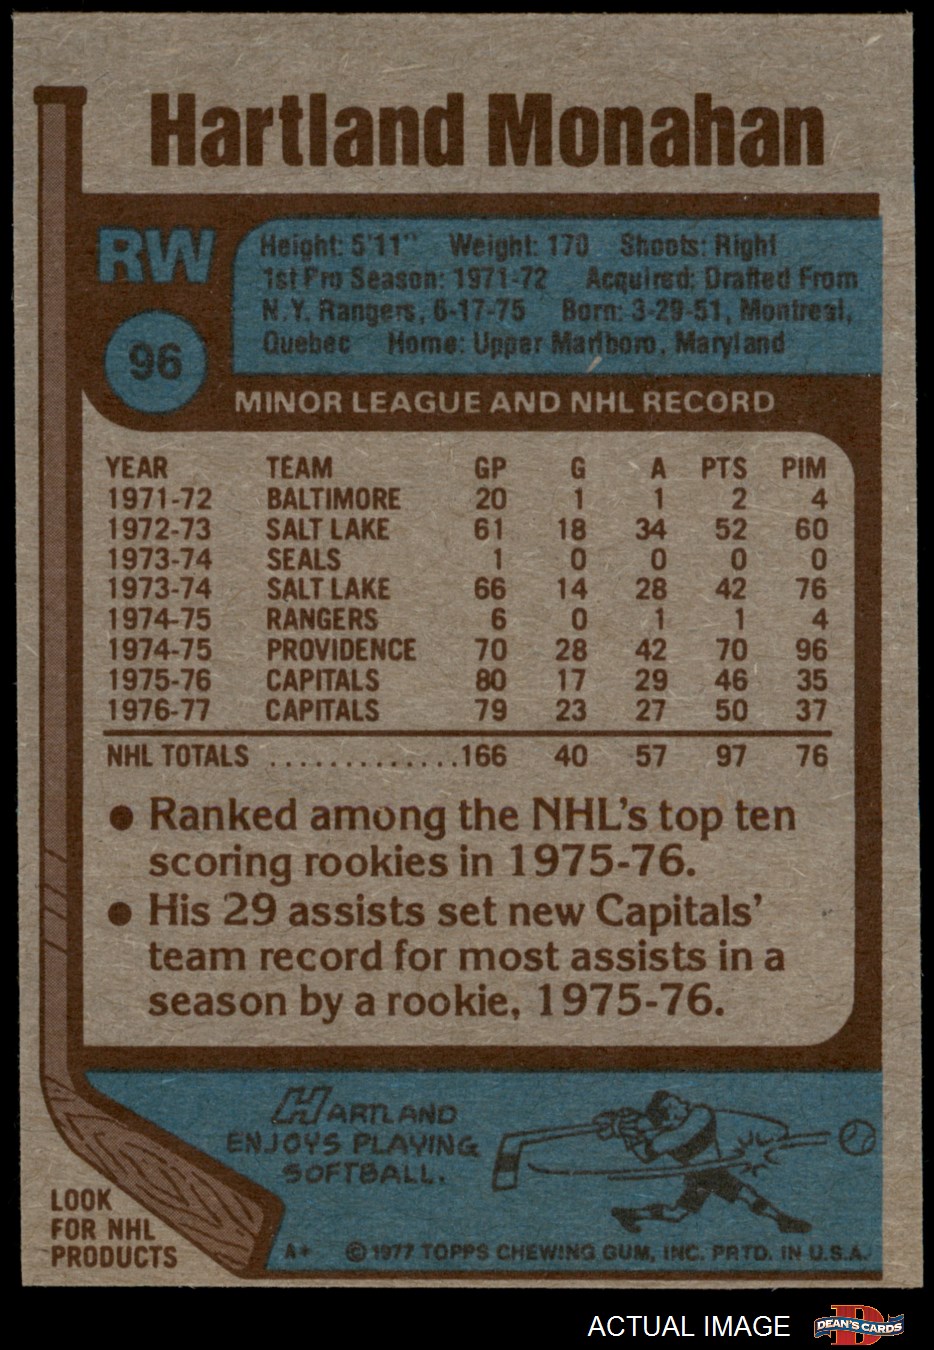 Hartland Monahan
RW
96
Height: 5'11" Weight: 170 Shoots: Right
1st Pro Season: 1971-72 Acquired: Drafted From
N.Y. Rangers, 6-17-75 Born: 3-29-51, Montreal,
Quebec Home: Upper Marlboro, Maryland
MINOR LEAGUE AND NHL RECORD
YEAR TEAM GP G A PTS PIM
1971-72 BALTIMORE 20 1 1 2 4
1972-73 SALT LAKE 61 18 34 52 60
1973-74 SEALS 1 0 0 0 0
1973-74 SALT LAKE 66 14 28 42 76
1974-75 RANGERS 6 0 1 1 4
1974-75 PROVIDENCE 70 28 42 70 96
1975-76 CAPITALS 80 17 29 46 35
1976-77 CAPITALS 79 23 27 50 37
NHL TOTALS .............166 40 57 97 76
● Ranked among the NHL's top ten
scoring rookies in 1975-76.
● His 29 assists set new Capitals'
team record for most assists in a
season by a rookie, 1975-76.
HARTLAND
ENJOYS PLAYING
SOFTBALL.
LOOK
FOR NHL
PRODUCTS
A* ©1977 TOPPS CHEWING GUM, INC. PRTD. IN U.S.A.
ACTUAL IMAGE
D
DEAN'S CARDS